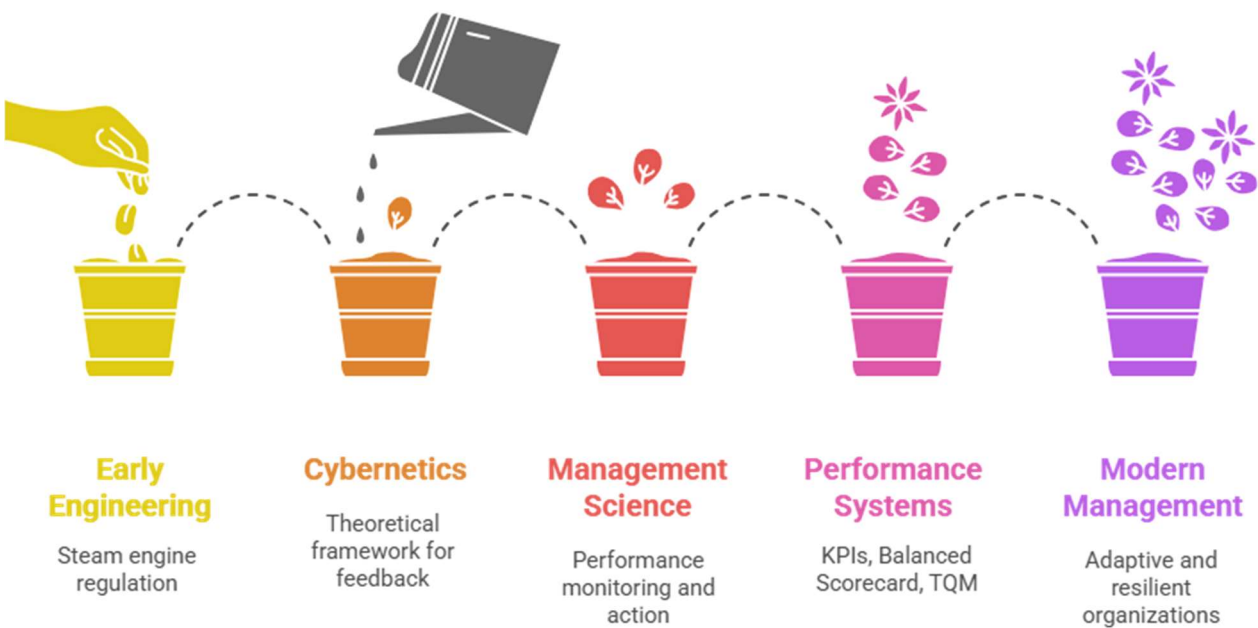 Early
Engineering
Steam engine
regulation
Cybernetics
Theoretical
framework for
feedback
Management
Science
Performance
monitoring and
action
Performance
Systems
KPIs, Balanced
Scorecard, TQM
Modern
Management
Adaptive and
resilient
organizations